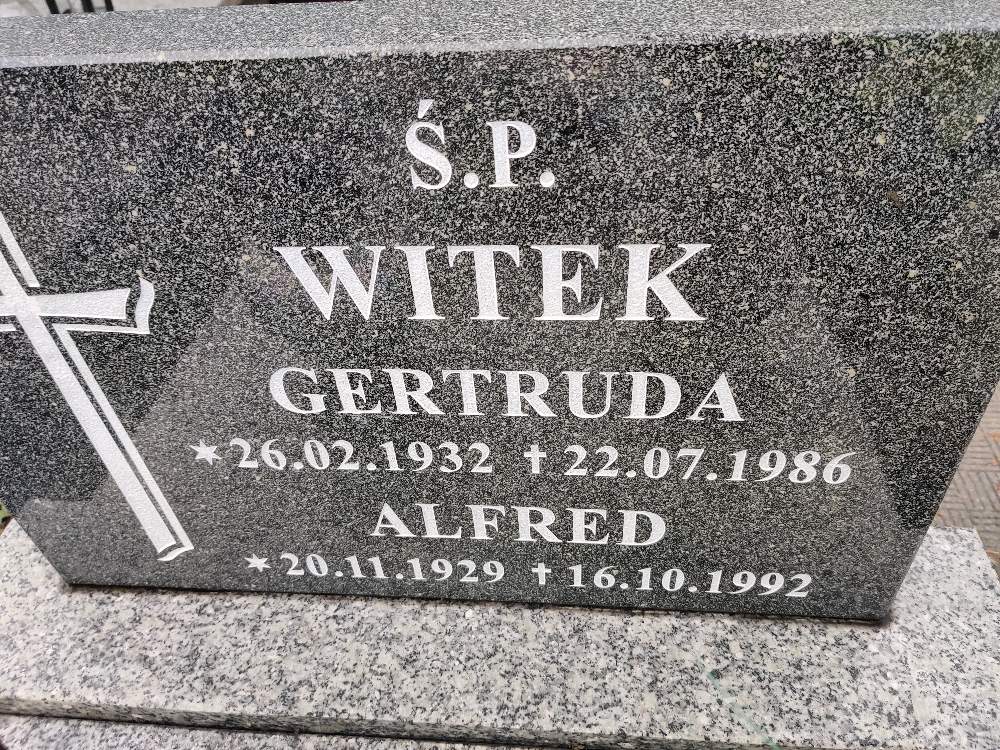 Ś.P.
WITEK
GERTRUDA
*26.02.1932 †22.07.1986
ALFRED
*20.11.1929 †16.10.1992